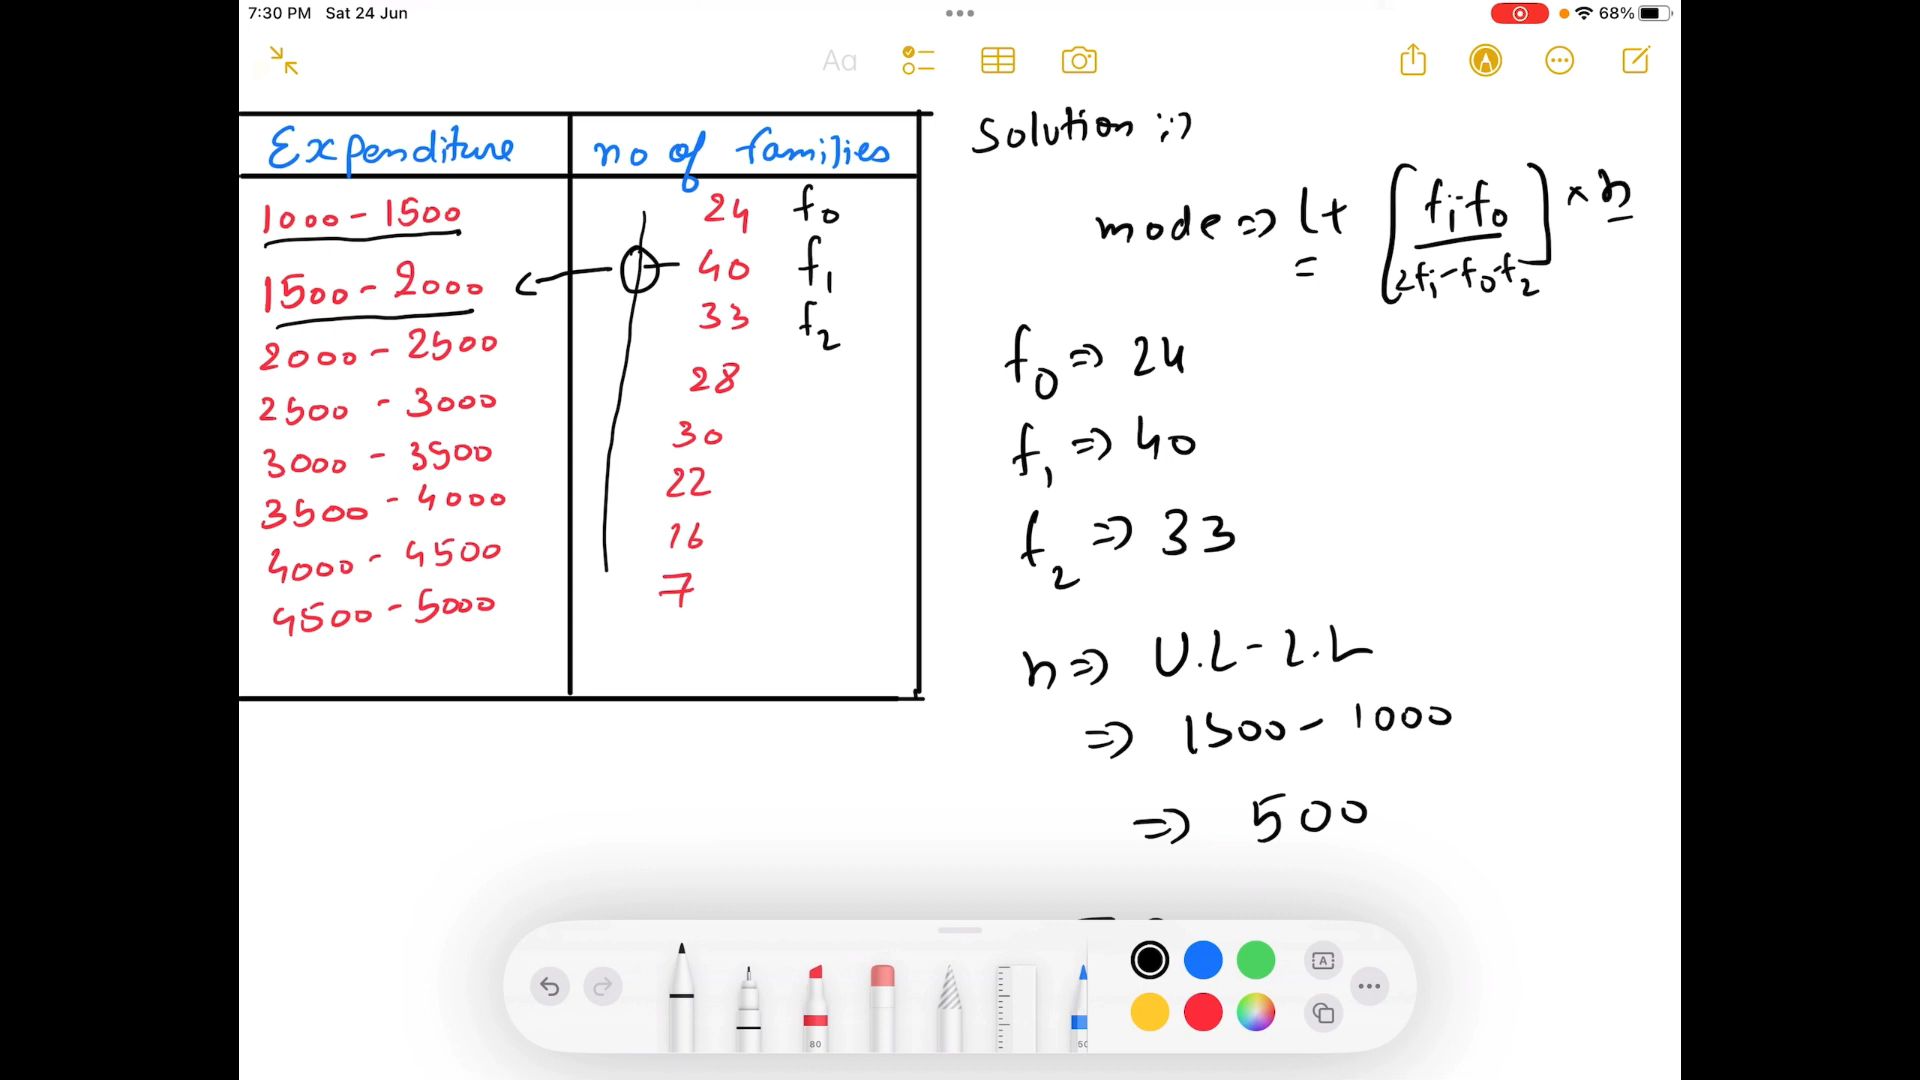 7:30 PM Sat 24 Jun
68%
Aa
Expenditure no of families
1000 - 1500 24 f0
1500 - 2000 40 f1
2000 - 2500 33 f2
2500 - 3000 28
3000 - 3500 30
3500 - 4000 22
4000 - 4500 16
4500 - 5000 7
Solution :-)
mode => l + [ f1-f0 / 2f1-f0-f2 ] × h
f0 => 24
f1 => 40
f2 => 33
h => U.L - L.L
=> 1500 - 1000
=> 500
80
A